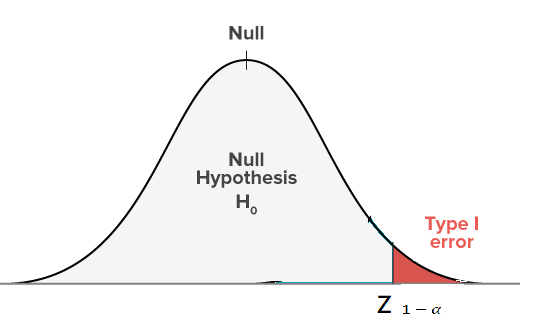 Null
Null
Hypothesis
H₀
Type I
error
Z 1 − α